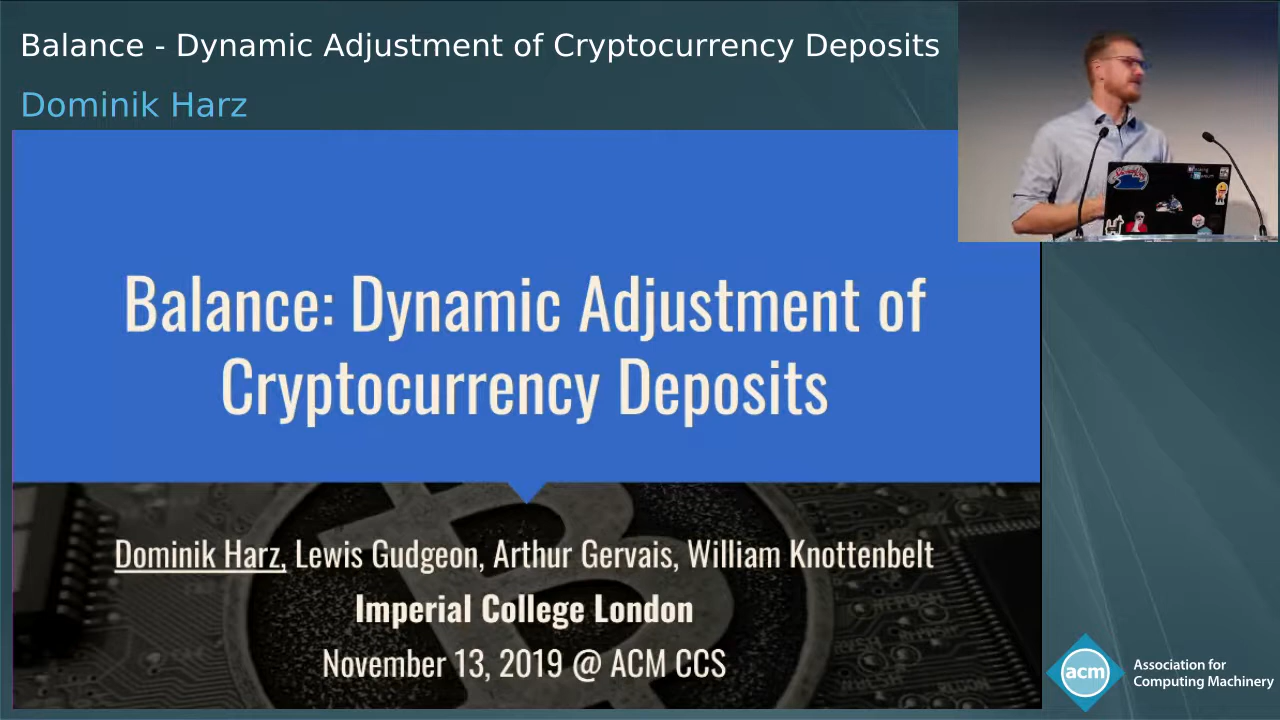 Balance - Dynamic Adjustment of Cryptocurrency Deposits
Dominik Harz
Balance: Dynamic Adjustment of
Cryptocurrency Deposits
Dominik Harz, Lewis Gudgeon, Arthur Gervais, William Knottenbelt
Imperial College London
November 13, 2019 @ ACM CCS
acm
Association for
Computing Machinery